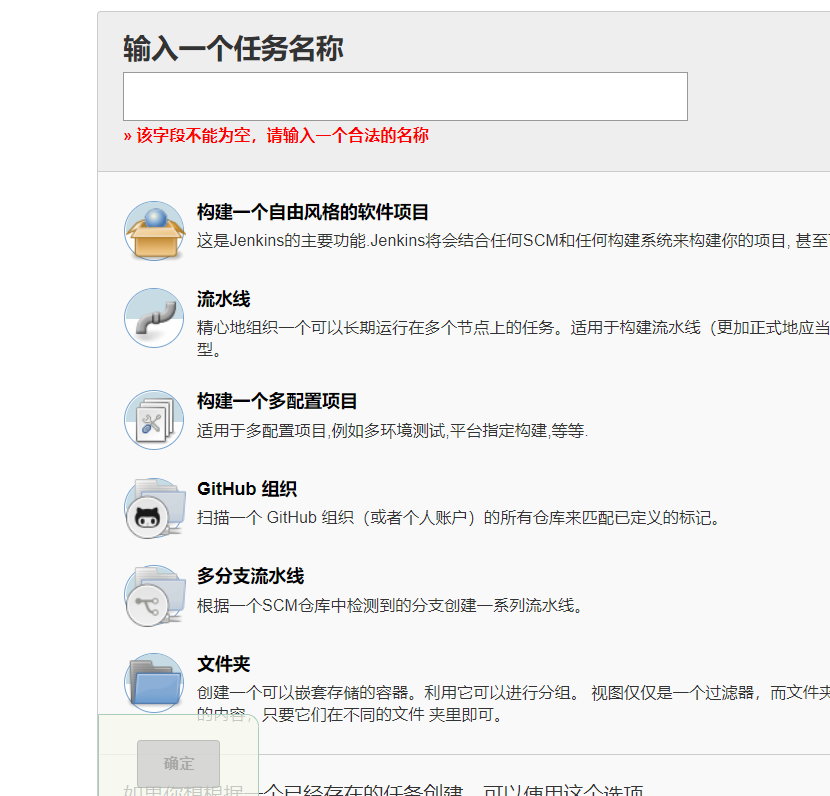 输入一个任务名称
» 该字段不能为空，请输入一个合法的名称
构建一个自由风格的软件项目
这是Jenkins的主要功能.Jenkins将会结合任何SCM和任何构建系统来构建你的项目, 甚至
流水线
精心地组织一个可以长期运行在多个节点上的任务。适用于构建流水线（更加正式地应当
型。
构建一个多配置项目
适用于多配置项目,例如多环境测试,平台指定构建,等等.
GitHub 组织
扫描一个 GitHub 组织（或者个人账户）的所有仓库来匹配已定义的标记。
多分支流水线
根据一个SCM仓库中检测到的分支创建一系列流水线。
文件夹
创建一个可以嵌套存储的容器。利用它可以进行分组。 视图仅仅是一个过滤器，而文件夹
的内容，只要它们在不同的文件 夹里即可。
确定
如果你想根据一个已经存在的任务创建，可以使用这个选项